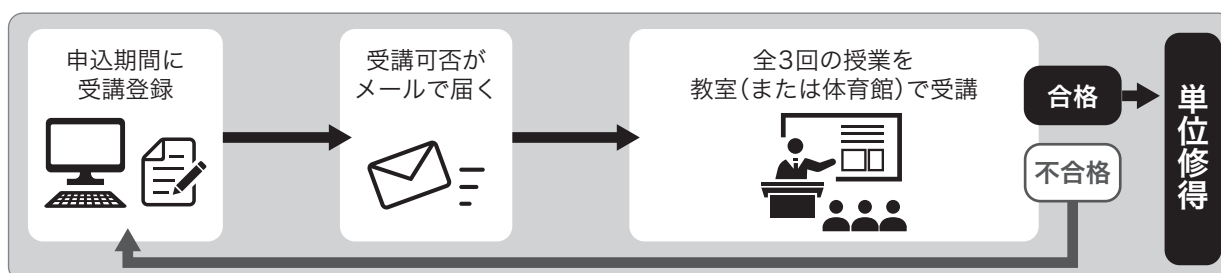 申込期間に
受講登録
受講可否が
メールで届く
全3回の授業を
教室(または体育館)で受講
合格
不合格
単位修得